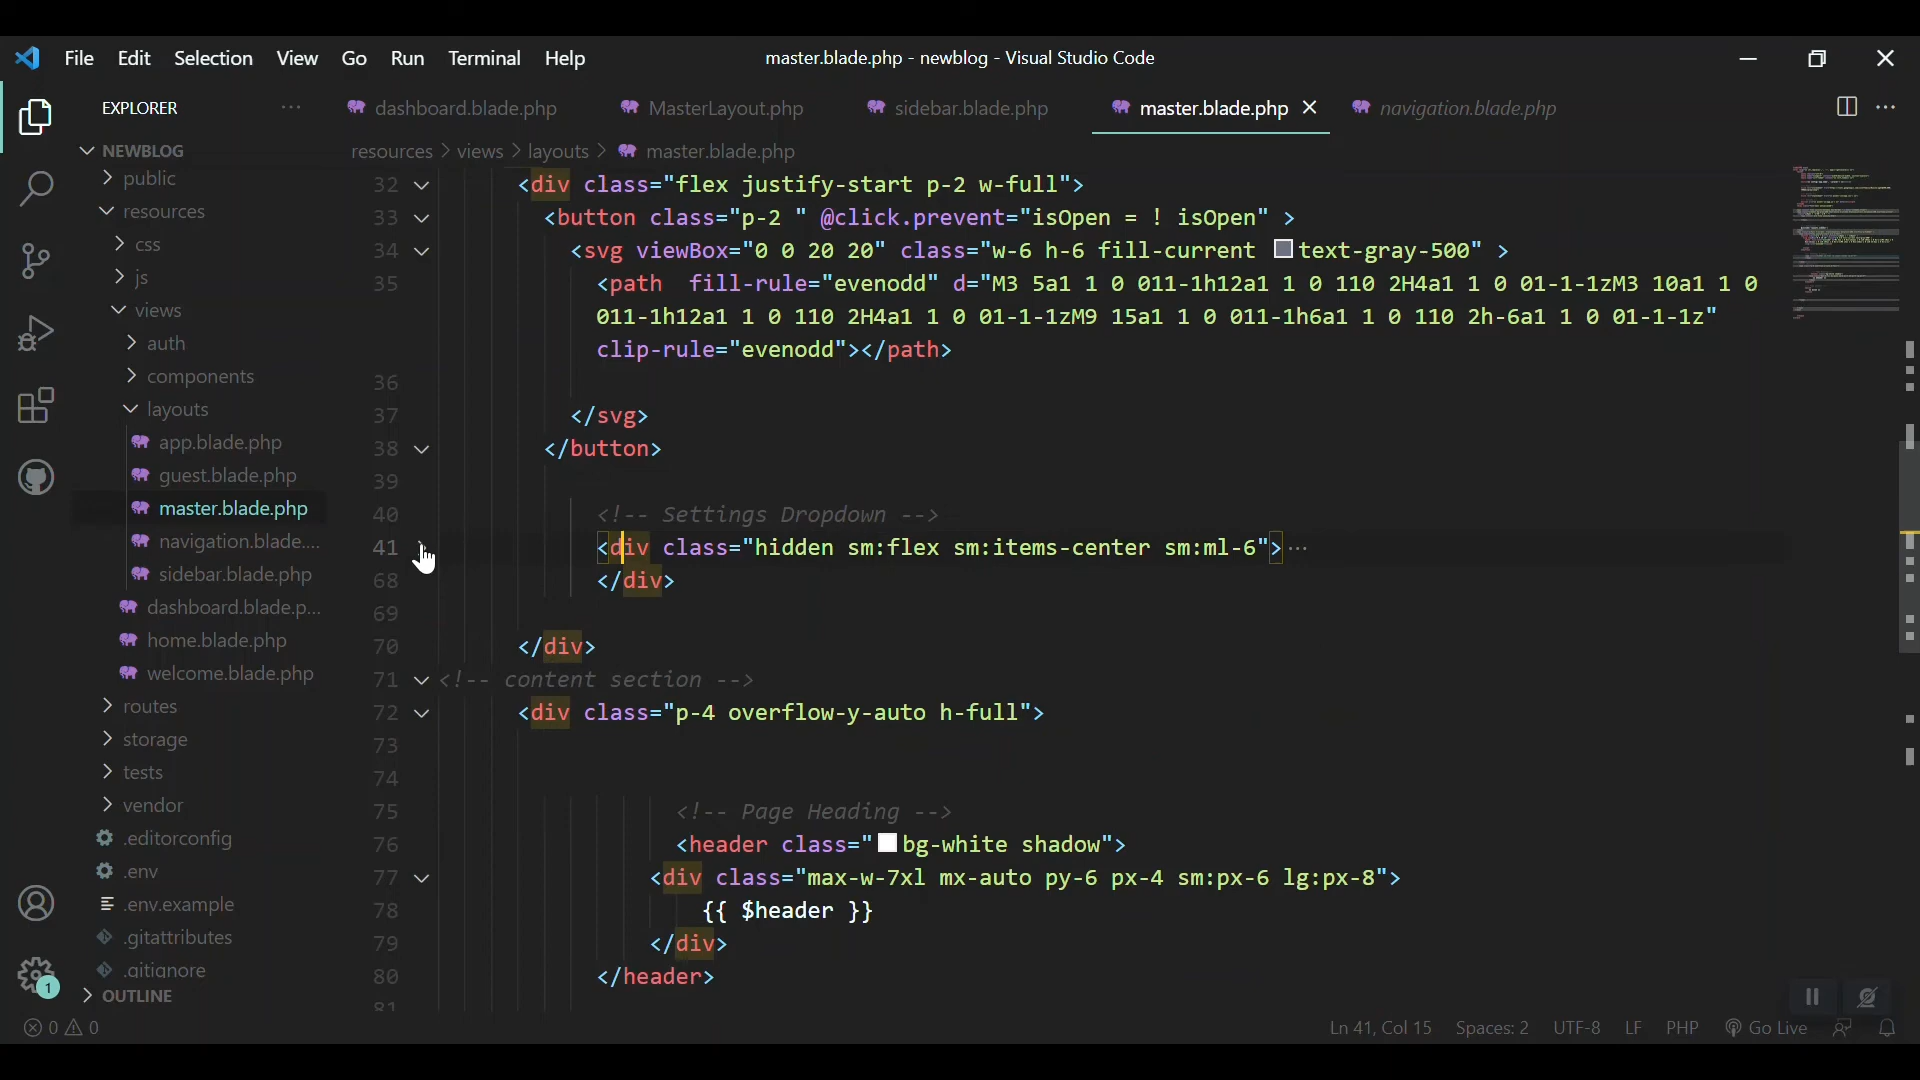 File Edit Selection View Go Run Terminal Help master.blade.php - newblog - Visual Studio Code
EXPLORER ··· dashboard.blade.php MasterLayout.php sidebar.blade.php master.blade.php navigation.blade.php ···
NEWBLOG resources > views > layouts > master.blade.php
public
resources
css
js
views
auth
components
layouts
app.blade.php
guest.blade.php
master.blade.php
navigation.blade....
sidebar.blade.php
dashboard.blade.p...
home.blade.php
welcome.blade.php
routes
storage
tests
vendor
.editorconfig
.env
.env.example
.gitattributes
.gitignore
OUTLINE
32 <div class="flex justify-start p-2 w-full">
33 <button class="p-2 " @click.prevent="isOpen = ! isOpen" >
34 <svg viewBox="0 0 20 20" class="w-6 h-6 fill-current text-gray-500" >
35 <path fill-rule="evenodd" d="M3 5a1 1 0 011-1h12a1 1 0 110 2H4a1 1 0 01-1-1zM3 10a1 1 0
011-1h12a1 1 0 110 2H4a1 1 0 01-1-1zM9 15a1 1 0 011-1h6a1 1 0 110 2h-6a1 1 0 01-1-1z"
clip-rule="evenodd"></path>
36
37 </svg>
38 </button>
39
40 <!-- Settings Dropdown -->
41 <div class="hidden sm:flex sm:items-center sm:ml-6">···
68 </div>
69
70 </div>
71 <!-- content section -->
72 <div class="p-4 overflow-y-auto h-full">
73
74
75 <!-- Page Heading -->
76 <header class="bg-white shadow">
77 <div class="max-w-7xl mx-auto py-6 px-4 sm:px-6 lg:px-8">
78 {{ $header }}
79 </div>
80 </header>
81
1
0 0 Ln 41, Col 15 Spaces: 2 UTF-8 LF PHP Go Live